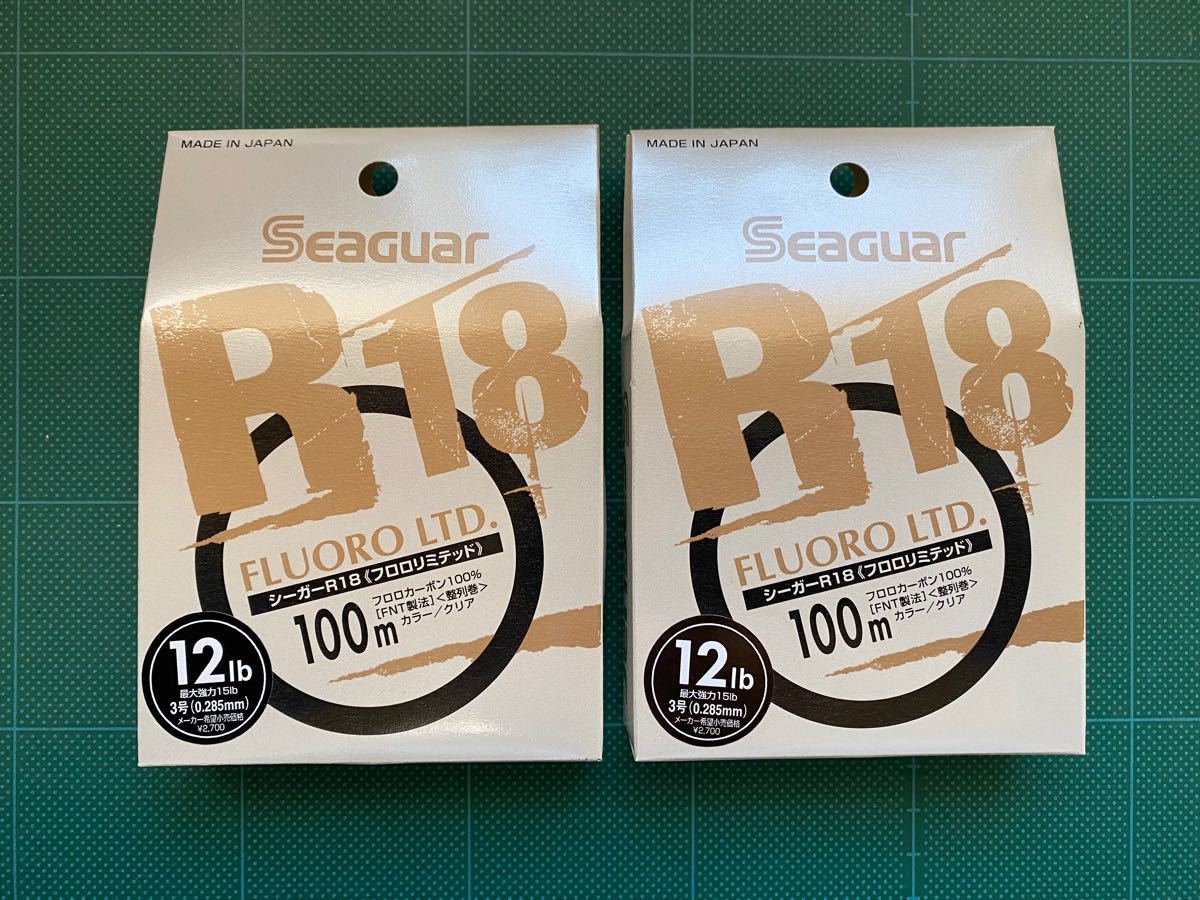 MADE IN JAPAN
Seaguar
R18
FLUORO LTD.
シーガーR18《フロロリミテッド》
100m
フロロカーボン100%
[FNT製法]<整列巻>
カラー/クリア
12lb
最大強力15lb
3号(0.285mm)
メーカー希望小売価格
¥2,700
MADE IN JAPAN
Seaguar
R18
FLUORO LTD.
シーガーR18《フロロリミテッド》
100m
フロロカーボン100%
[FNT製法]<整列巻>
カラー/クリア
12lb
最大強力15lb
3号(0.285mm)
メーカー希望小売価格
¥2,700